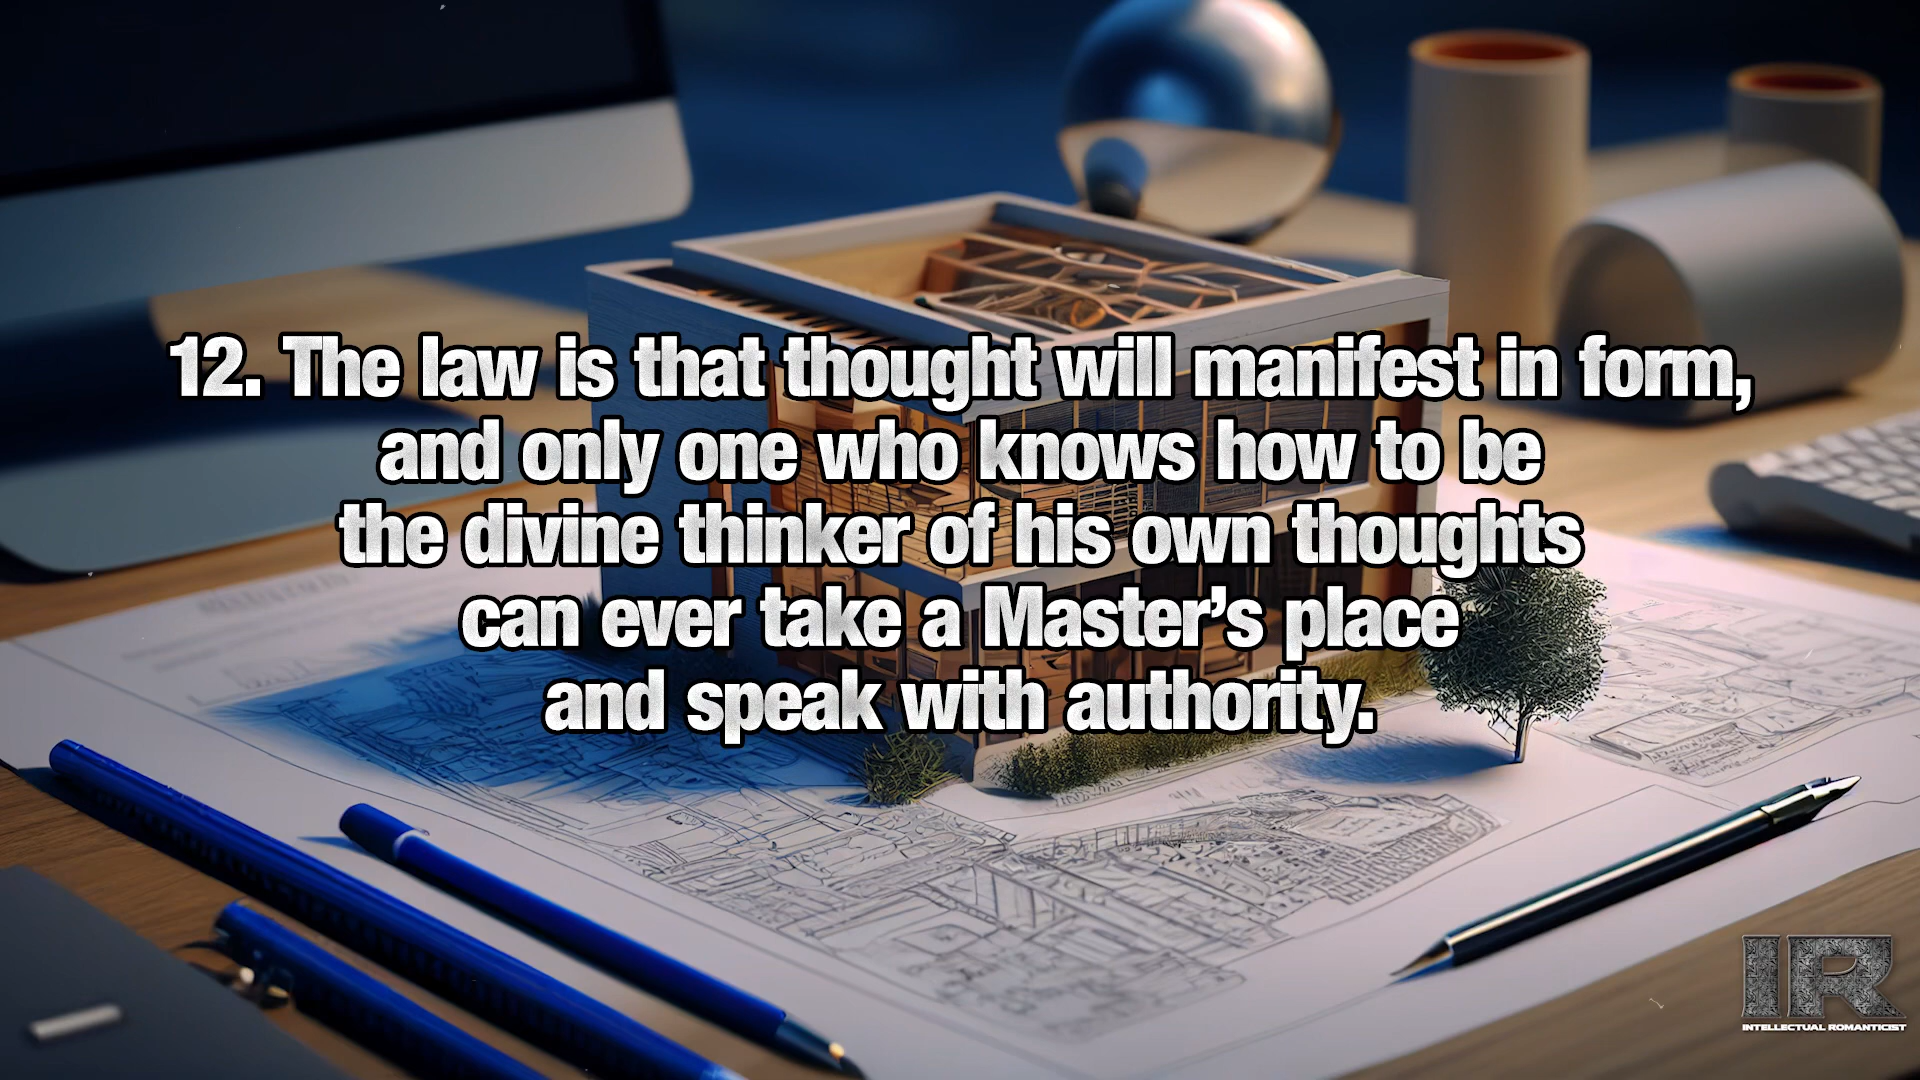 12. The law is that thought will manifest in form,
and only one who knows how to be
the divine thinker of his own thoughts
can ever take a Master’s place
and speak with authority.
IR
INTELLECTUAL ROMANTICIST